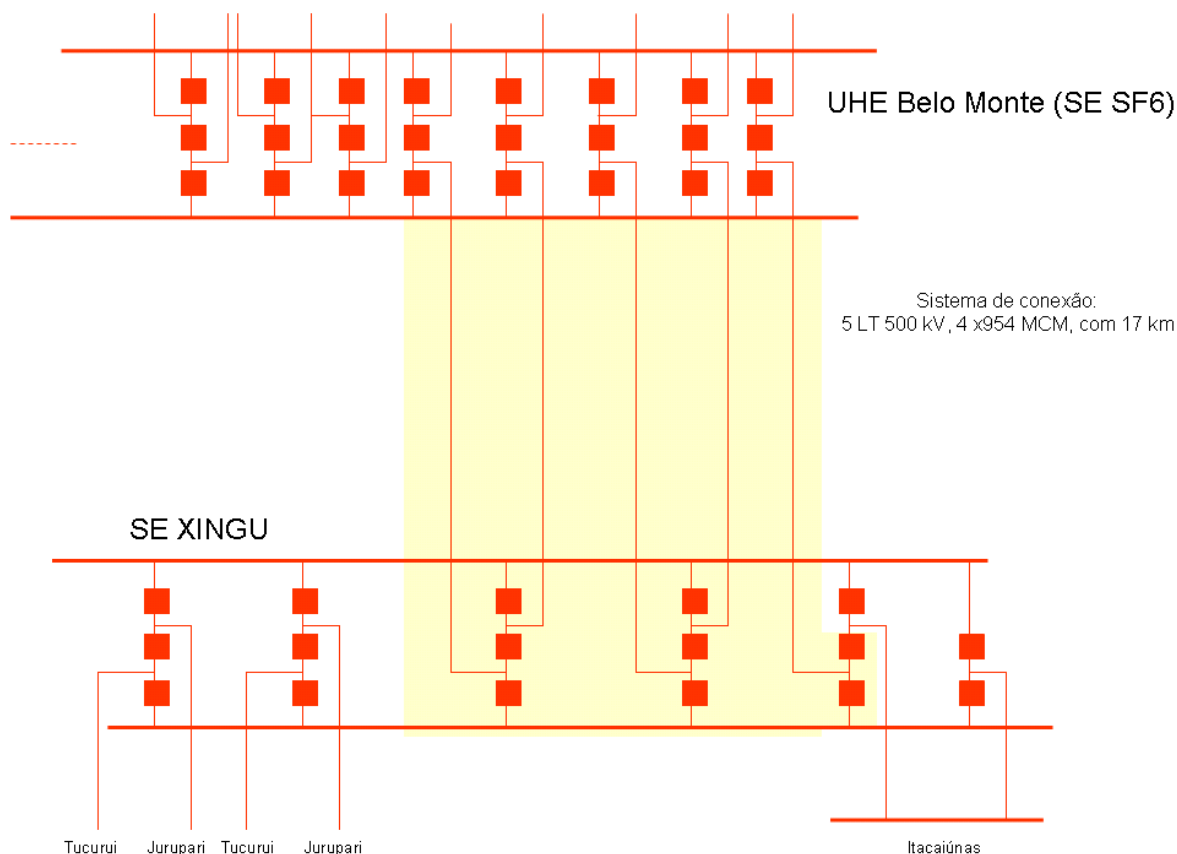 UHE Belo Monte (SE SF6)
Sistema de conexão:
5 LT 500 kV, 4 x954 MCM, com 17 km
SE XINGU
Tucurui Jurupari Tucurui Jurupari Itacaiúnas